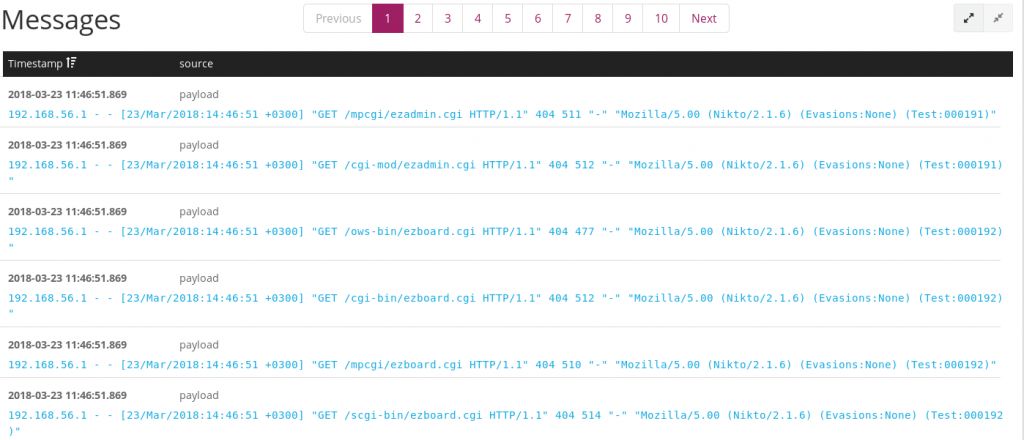 Messages
Previous 1 2 3 4 5 6 7 8 9 10 Next
Timestamp source
2018-03-23 11:46:51.869 payload
192.168.56.1 - - [23/Mar/2018:14:46:51 +0300] "GET /mpcgi/ezadmin.cgi HTTP/1.1" 404 511 "-" "Mozilla/5.00 (Nikto/2.1.6) (Evasions:None) (Test:000191)"
2018-03-23 11:46:51.869 payload
192.168.56.1 - - [23/Mar/2018:14:46:51 +0300] "GET /cgi-mod/ezadmin.cgi HTTP/1.1" 404 512 "-" "Mozilla/5.00 (Nikto/2.1.6) (Evasions:None) (Test:000191)
"
2018-03-23 11:46:51.869 payload
192.168.56.1 - - [23/Mar/2018:14:46:51 +0300] "GET /ows-bin/ezboard.cgi HTTP/1.1" 404 477 "-" "Mozilla/5.00 (Nikto/2.1.6) (Evasions:None) (Test:000192)
"
2018-03-23 11:46:51.869 payload
192.168.56.1 - - [23/Mar/2018:14:46:51 +0300] "GET /cgi-bin/ezboard.cgi HTTP/1.1" 404 512 "-" "Mozilla/5.00 (Nikto/2.1.6) (Evasions:None) (Test:000192)
"
2018-03-23 11:46:51.869 payload
192.168.56.1 - - [23/Mar/2018:14:46:51 +0300] "GET /mpcgi/ezboard.cgi HTTP/1.1" 404 510 "-" "Mozilla/5.00 (Nikto/2.1.6) (Evasions:None) (Test:000192)"
2018-03-23 11:46:51.869 payload
192.168.56.1 - - [23/Mar/2018:14:46:51 +0300] "GET /scgi-bin/ezboard.cgi HTTP/1.1" 404 514 "-" "Mozilla/5.00 (Nikto/2.1.6) (Evasions:None) (Test:000192
)"